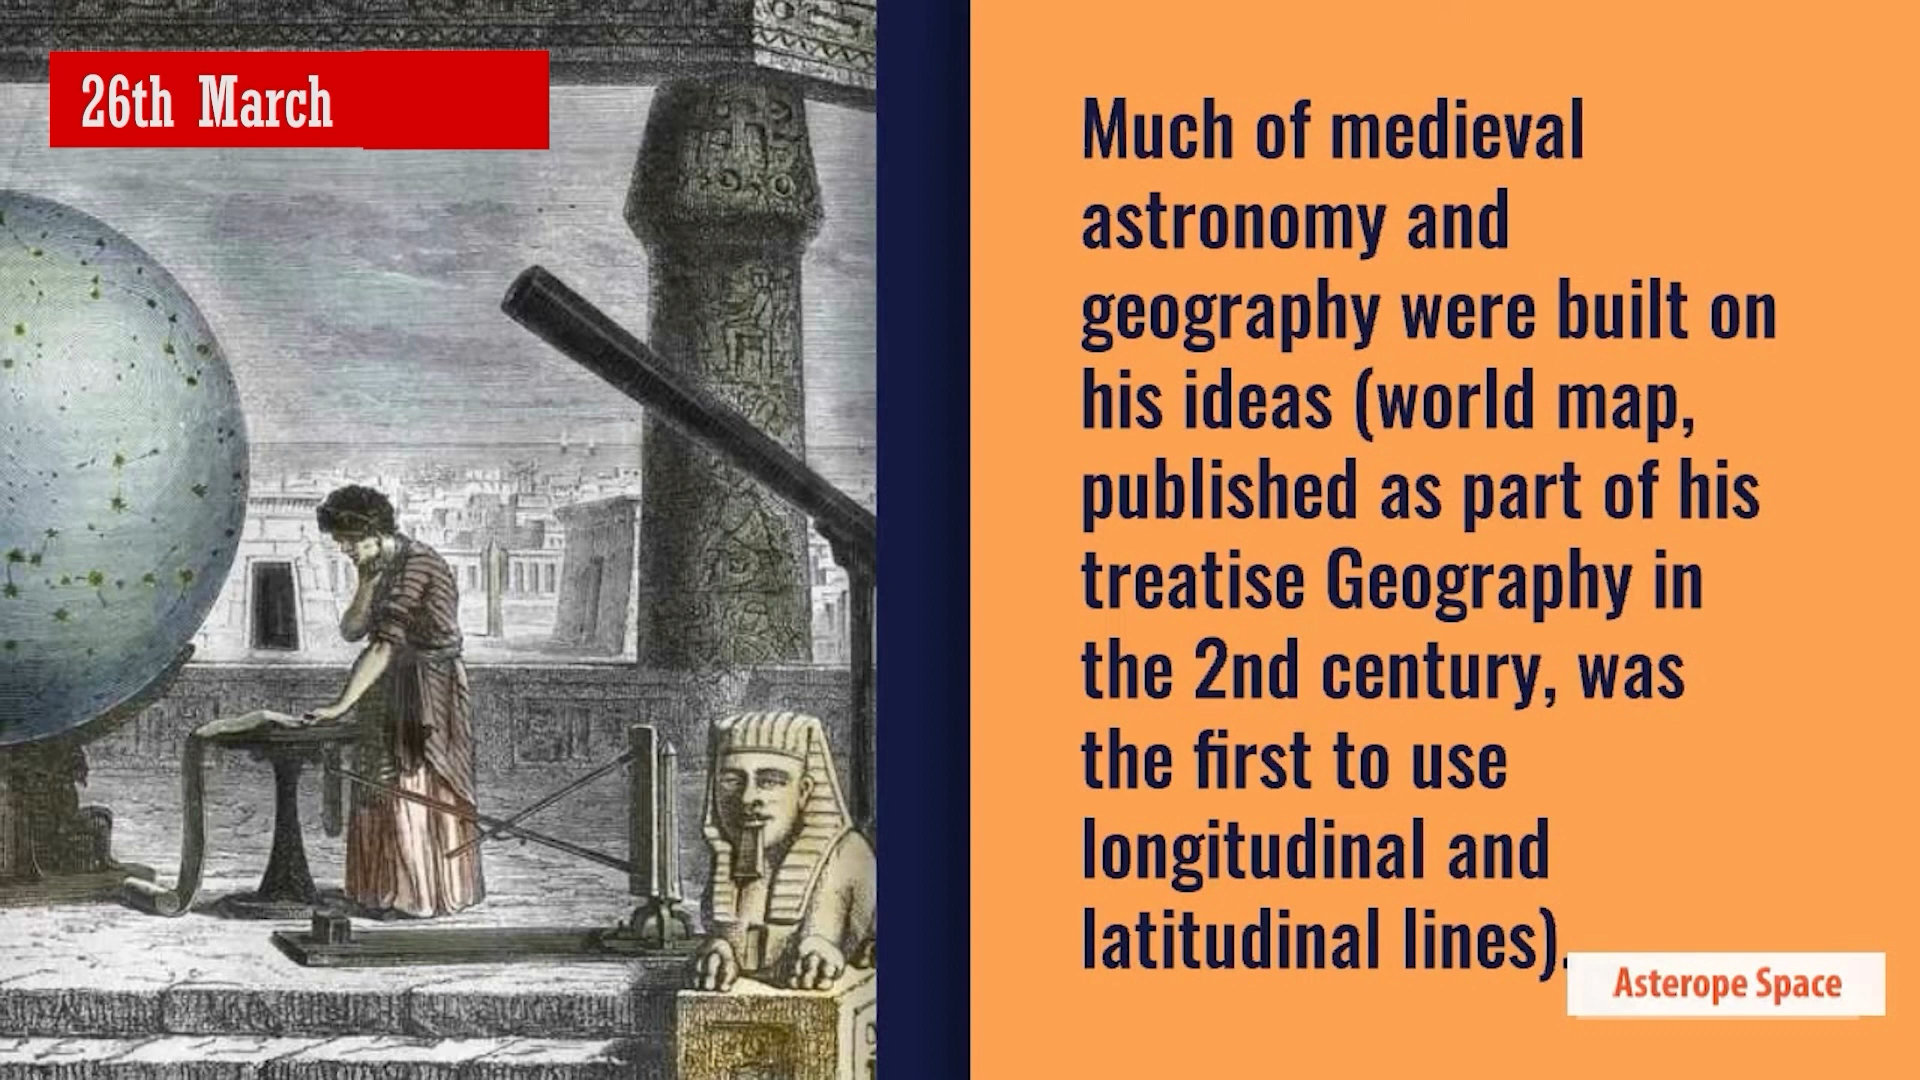 26th March
Much of medieval
astronomy and
geography were built on
his ideas (world map,
published as part of his
treatise Geography in
the 2nd century, was
the first to use
longitudinal and
latitudinal lines).
Asterope Space